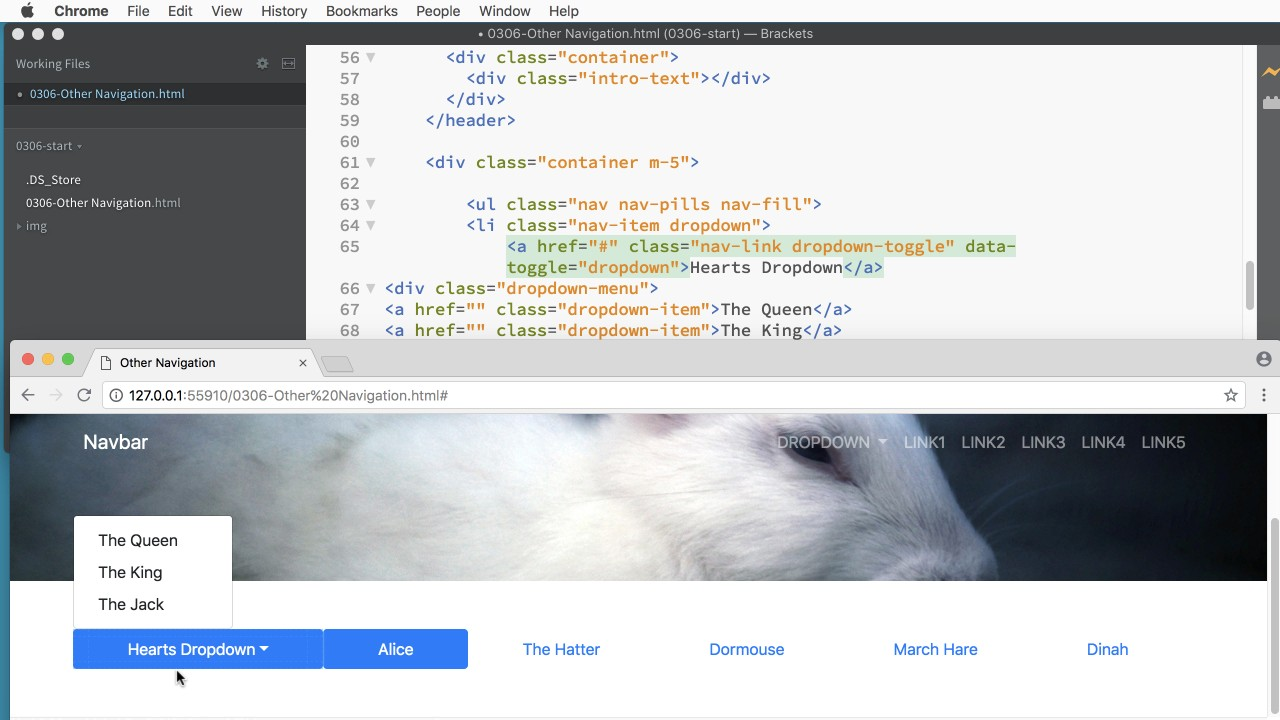 Chrome File Edit View History Bookmarks People Window Help
• 0306-Other Navigation.html (0306-start) — Brackets
Working Files
• 0306-Other Navigation.html
0306-start
.DS_Store
0306-Other Navigation.html
img
56 <div class="container">
57 <div class="intro-text"></div>
58 </div>
59 </header>
60
61 <div class="container m-5">
62
63 <ul class="nav nav-pills nav-fill">
64 <li class="nav-item dropdown">
65 <a href="#" class="nav-link dropdown-toggle" data-
toggle="dropdown">Hearts Dropdown</a>
66 <div class="dropdown-menu">
67 <a href="" class="dropdown-item">The Queen</a>
68 <a href="" class="dropdown-item">The King</a>
Other Navigation
127.0.0.1:55910/0306-Other%20Navigation.html#
Navbar DROPDOWN LINK1 LINK2 LINK3 LINK4 LINK5
The Queen
The King
The Jack
Hearts Dropdown Alice The Hatter Dormouse March Hare Dinah